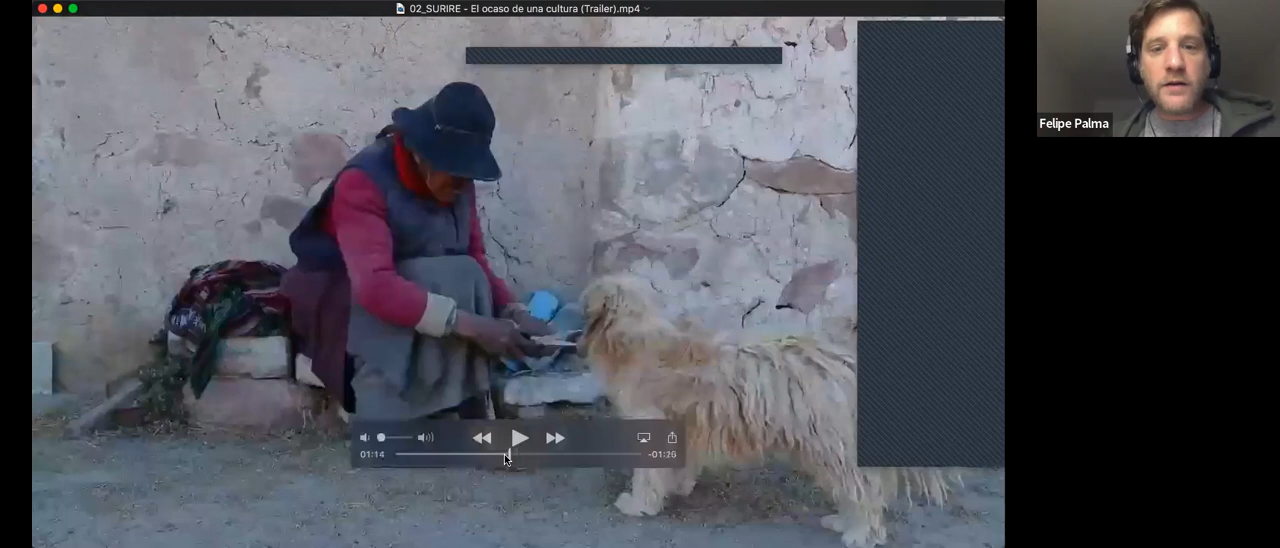 02_SURIRE - El ocaso de una cultura (Trailer).mp4
Felipe Palma
01:14
-01:26